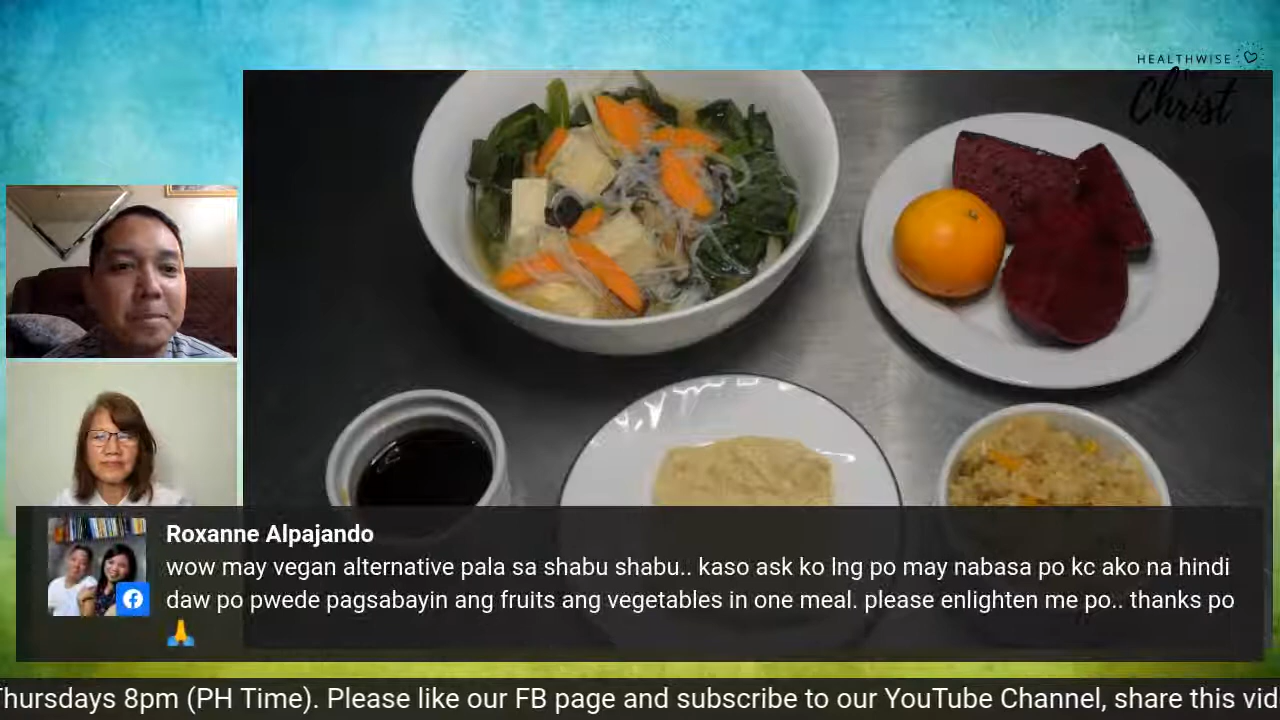 HEALTHWISE
Christ
Roxanne Alpajando
wow may vegan alternative pala sa shabu shabu.. kaso ask ko lng po may nabasa po kc ako na hindi
daw po pwede pagsabayin ang fruits ang vegetables in one meal. please enlighten me po.. thanks po
🙏
Thursdays 8pm (PH Time). Please like our FB page and subscribe to our YouTube Channel, share this vid